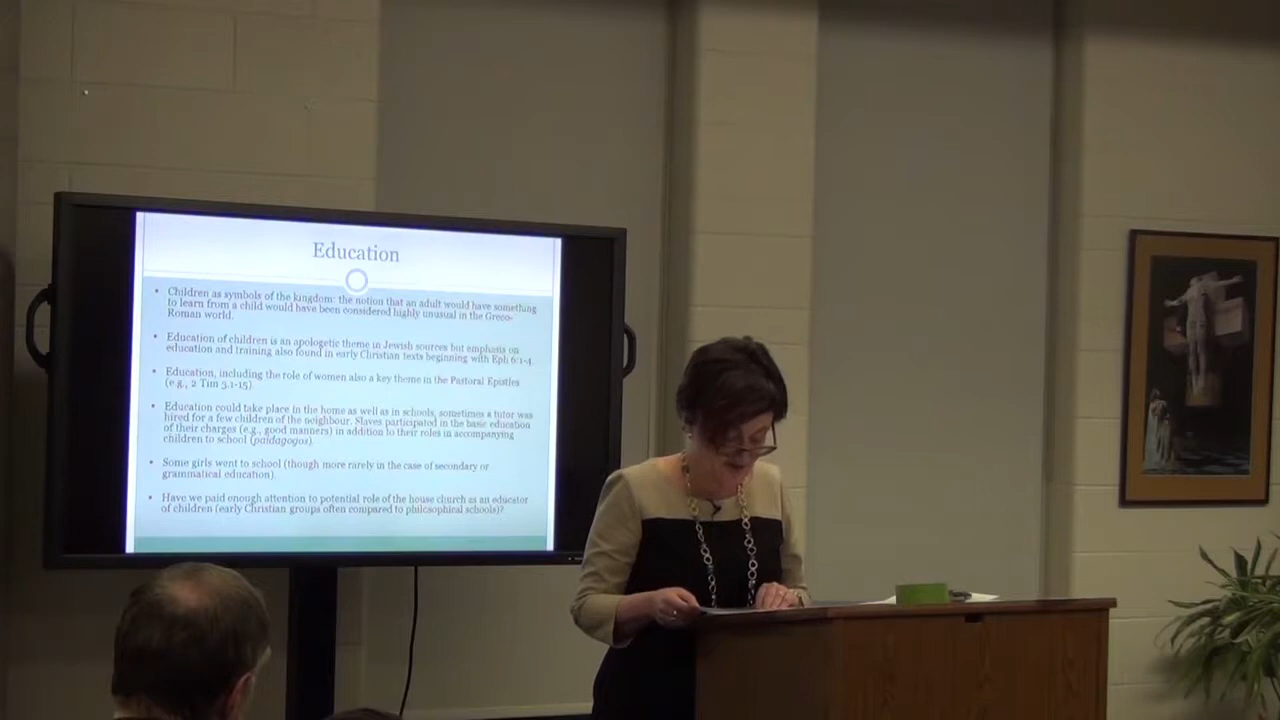 Education
• Children as symbols of the kingdom: the notion that an adult would have something
to learn from a child would have been considered highly unusual in the Greco-
Roman world.
• Education of children is an apologetic theme in Jewish sources but emphasis on
education and training also found in early Christian texts beginning with Eph 6:1-4.
• Education, including the role of women also a key theme in the Pastoral Epistles
(e.g., 2 Tim 3.1-15).
• Education could take place in the home as well as in schools, sometimes a tutor was
hired for a few children of the neighbour. Slaves participated in the basic education
of their charges (e.g., good manners) in addition to their roles in accompanying
children to school (paidagogos).
• Some girls went to school (though more rarely in the case of secondary or
grammatical education).
• Have we paid enough attention to potential role of the house church as an educator
of children (early Christian groups often compared to philosophical schools)?